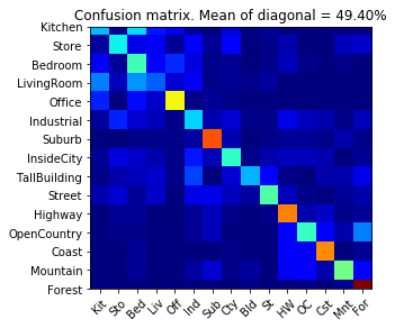 Confusion matrix. Mean of diagonal = 49.40%
Kitchen
Store
Bedroom
LivingRoom
Office
Industrial
Suburb
InsideCity
TallBuilding
Street
Highway
OpenCountry
Coast
Mountain
Forest
Kit Sto Bed Liv Off Ind Sub Cty Bld St HW OC Cst Mnt For